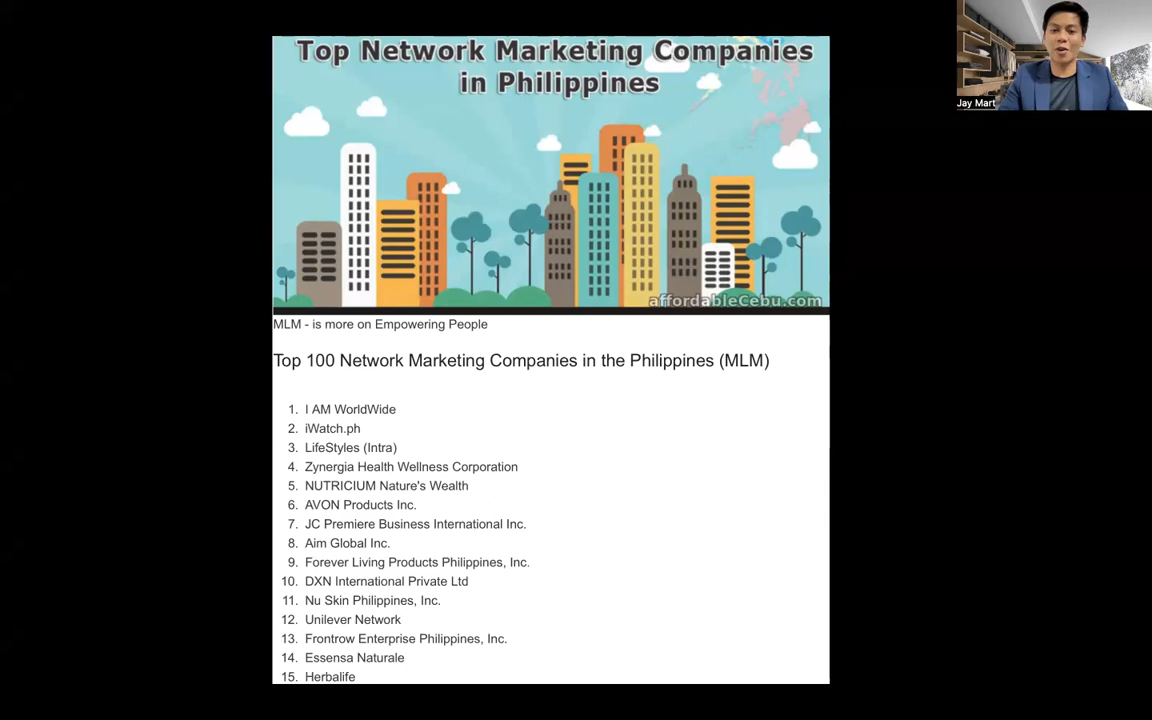 Top Network Marketing Companies
in Philippines
Jay Mart
affordableCebu.com
MLM - is more on Empowering People
Top 100 Network Marketing Companies in the Philippines (MLM)
1. I AM WorldWide
2. iWatch.ph
3. LifeStyles (Intra)
4. Zynergia Health Wellness Corporation
5. NUTRICIUM Nature's Wealth
6. AVON Products Inc.
7. JC Premiere Business International Inc.
8. Aim Global Inc.
9. Forever Living Products Philippines, Inc.
10. DXN International Private Ltd
11. Nu Skin Philippines, Inc.
12. Unilever Network
13. Frontrow Enterprise Philippines, Inc.
14. Essensa Naturale
15. Herbalife